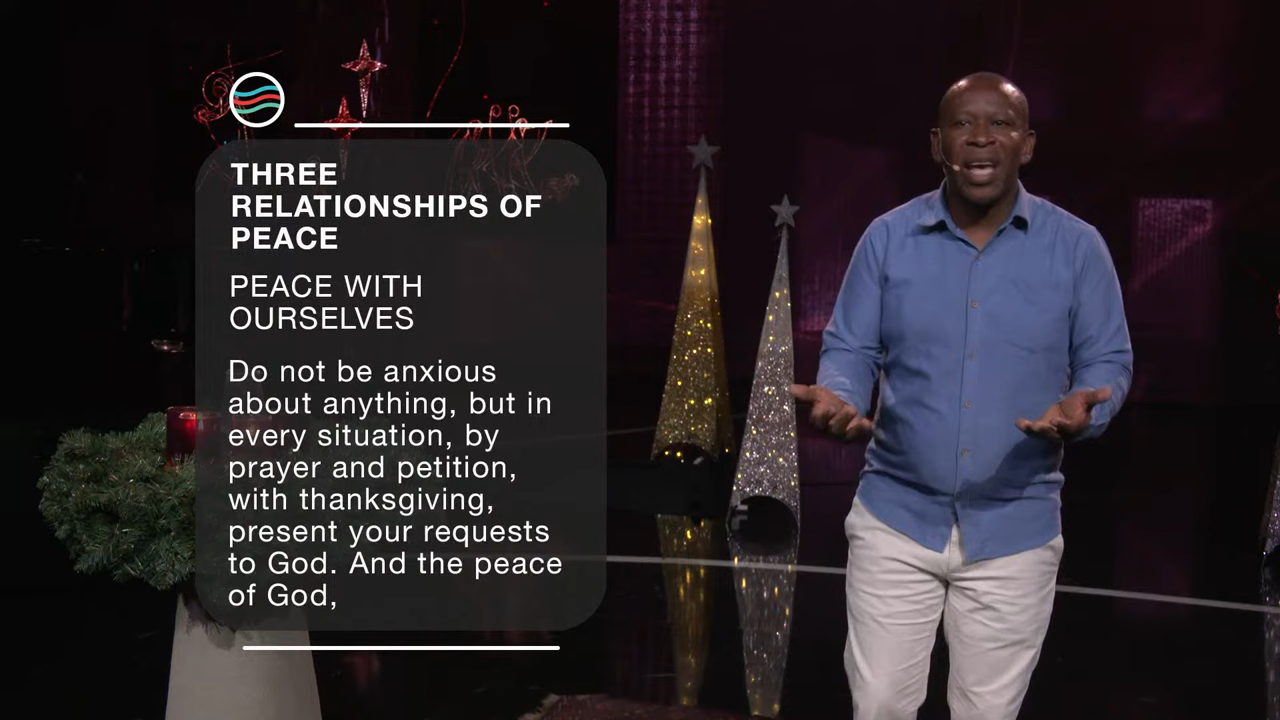 THREE
RELATIONSHIPS OF
PEACE
PEACE WITH
OURSELVES
Do not be anxious
about anything, but in
every situation, by
prayer and petition,
with thanksgiving,
present your requests
to God. And the peace
of God,